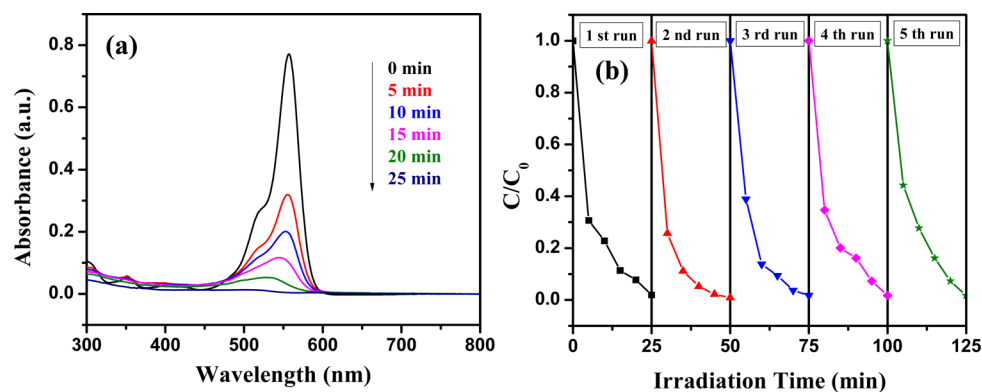 (a)
0 min
5 min
10 min
15 min
20 min
25 min
0.8
0.6
0.4
0.2
0.0
Absorbance (a.u.)
300 400 500 600 700 800
Wavelength (nm)
1 st run 2 nd run 3 rd run 4 th run 5 th run
(b)
1.0
0.8
0.6
0.4
0.2
0.0
C/C0
0 25 50 75 100 125
Irradiation Time (min)